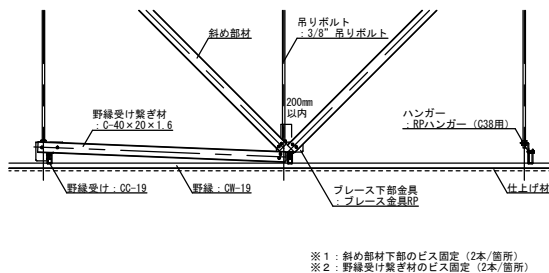 吊りボルト
：3/8" 吊りボルト
斜め部材
200mm
以内
野縁受け繋ぎ材
：C-40×20×1.6
ハンガー
：RPハンガー（C38用）
野縁受け：CC-19
野縁：CW-19
ブレース下部金具
：ブレース金具RP
仕上げ材
※１：斜め部材下部のビス固定（2本/箇所）
※２：野縁受け繋ぎ材のビス固定（2本/箇所）